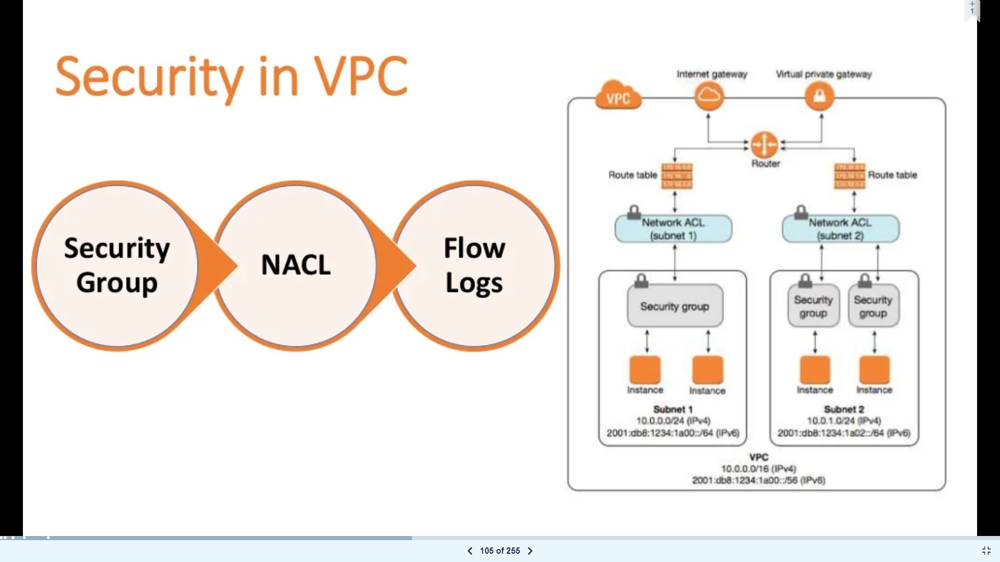 +
1
Security in VPC
Security
Group
NACL
Flow
Logs
Internet gateway
Virtual private gateway
VPC
Router
Route table
Route table
Network ACL
(subnet 1)
Network ACL
(subnet 2)
Security group
Security
group
Security
group
Instance
Instance
Instance
Instance
Subnet 1
10.0.0.0/24 (IPv4)
2001:db8:1234:1a00::/64 (IPv6)
Subnet 2
10.0.1.0/24 (IPv4)
2001:db8:1234:1a02::/64 (IPv6)
VPC
10.0.0.0/16 (IPv4)
2001:db8:1234:1a00::/56 (IPv6)
105 of 255